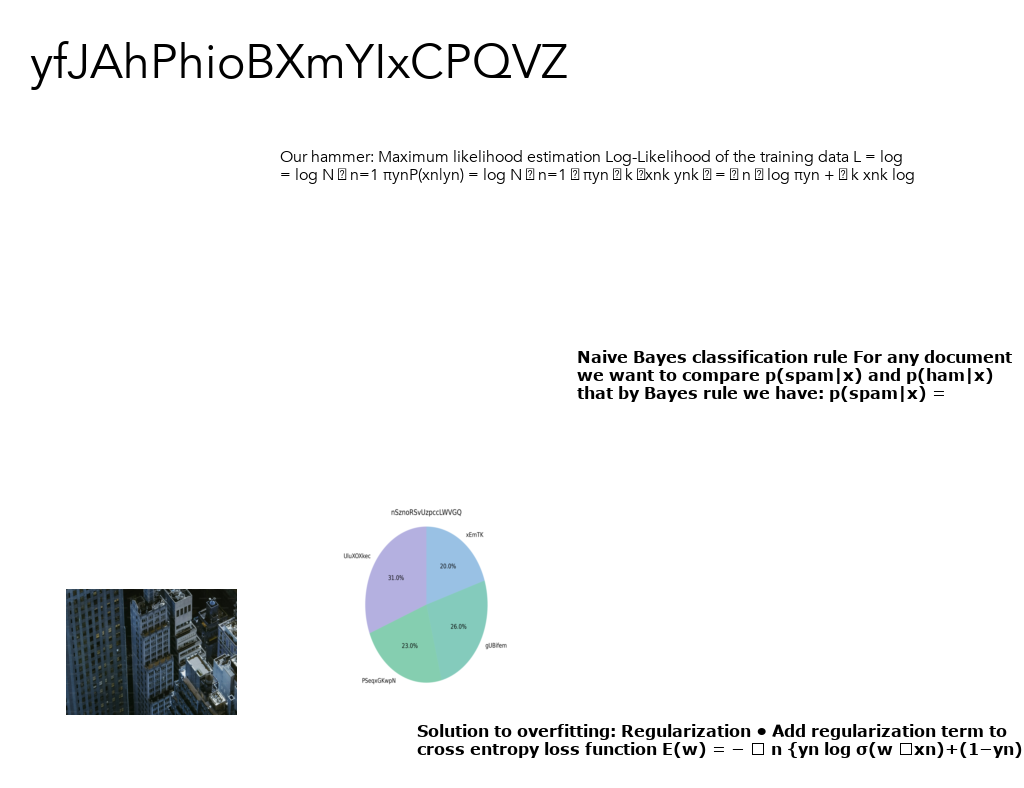 yfJAhPhioBXmYIxCPQVZ
Our hammer: Maximum likelihood estimation Log-Likelihood of the training data L = log
= log N □ n=1 πynP(xn|yn) = log N □ n=1 □ πyn □ k □xnk ynk □ = □ n □ log πyn + □ k xnk log
Naive Bayes classification rule For any document
we want to compare p(spam|x) and p(ham|x)
that by Bayes rule we have: p(spam|x) =
nSznoRSvUzpccLWVGQ
xEmTK
UluXOXkec
20.0%
31.0%
26.0%
23.0%
gUBlfem
PSeqxGKwpN
Solution to overfitting: Regularization • Add regularization term to
cross entropy loss function E(w) = − □ n {yn log σ(w □xn)+(1−yn)